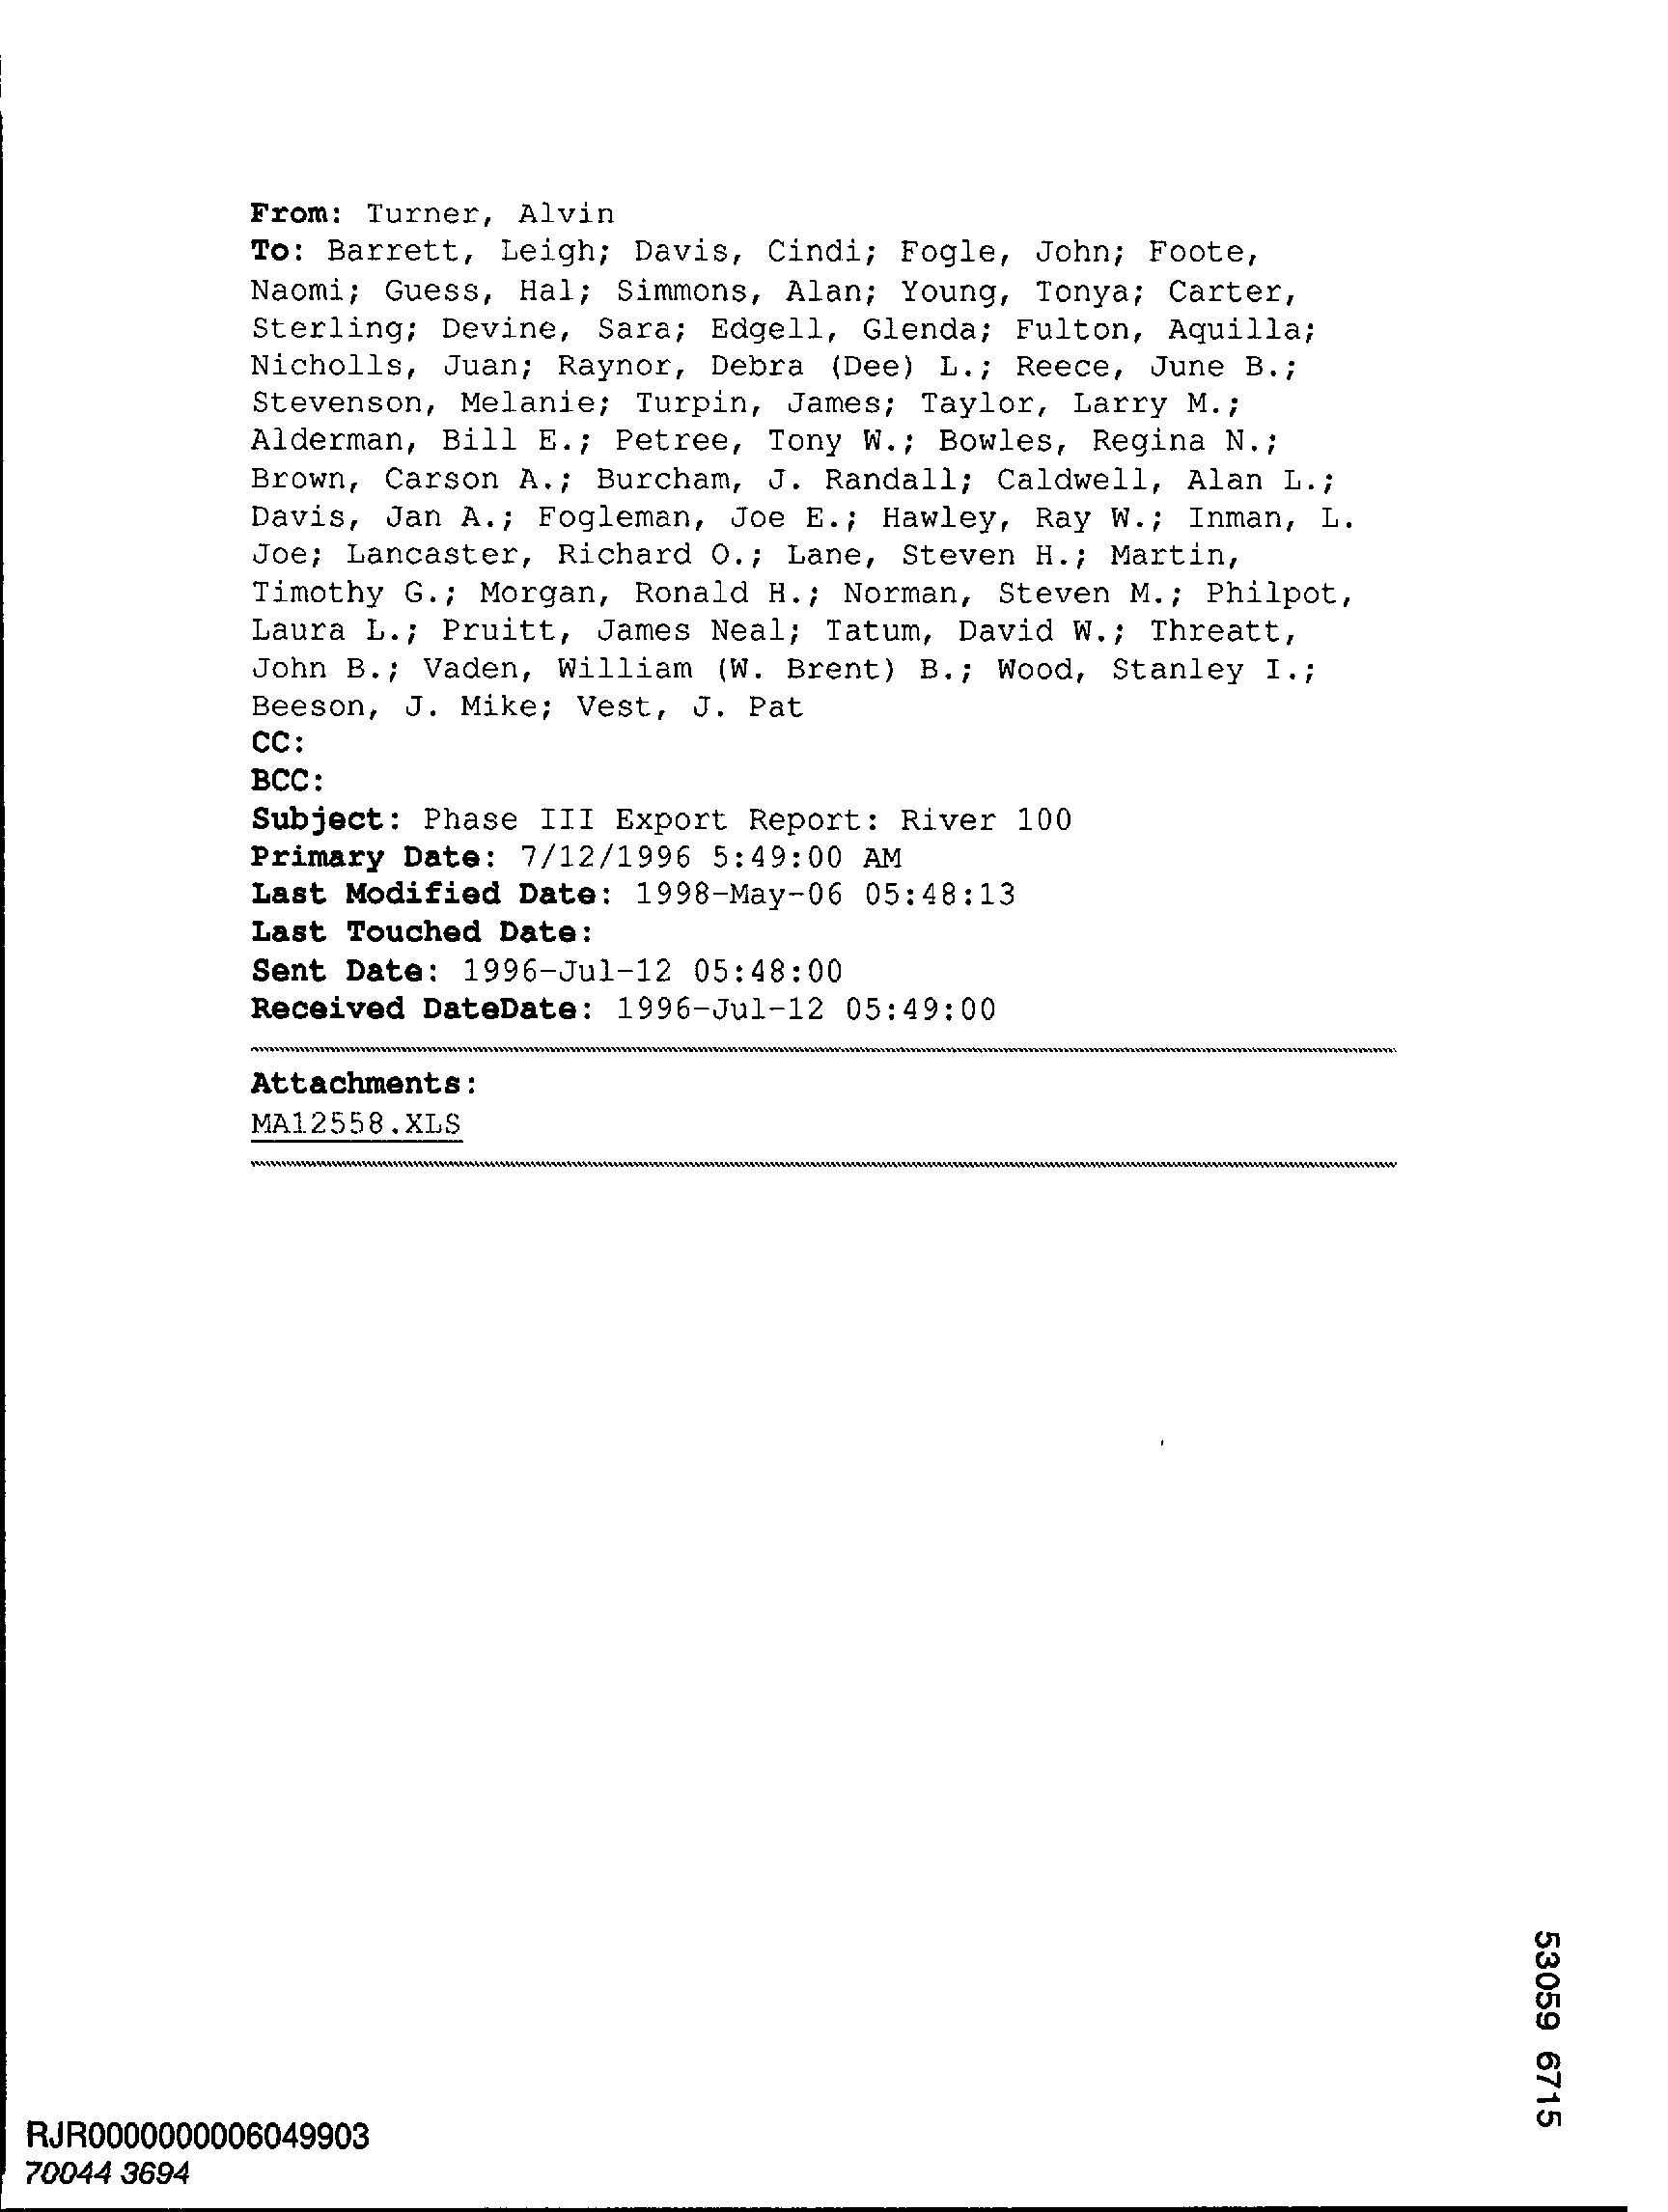 From: Turner, Alvin
To: Barrett, Leigh; Davis, Cindi; Fogle, John; Foote,
Naomi; Guess, Hal; Simmons, Alan; Young, Tonya; Carter,
Sterling; Devine, Sara; Edgell, Glenda; Fulton, Aquilla;
Nicholls, Juan; Raynor, Debra (Dee) L.; Reece, June B.;
Stevenson, Melanie; Turpin, James; Taylor, Larry M.;
Alderman, Bill E.; Petree, Tony W.; Bowles, Regina N.;
Brown, Carson A.; Burcham, J. Randall; Caldwell, Alan L.;
Davis, Jan A.; Fogleman, Joe E.; Hawley, Ray W.; Inman, L.
Joe; Lancaster, Richard O.; Lane, Steven H.; Martin,
Timothy G.; Morgan, Ronald H.; Norman, Steven M.; Philpot,
Laura L.; Pruitt, James Neal; Tatum, David W.; Threatt,
John B.; Vaden, William (W. Brent) B.; Wood, Stanley I.;
Beeson, J. Mike; Vest, J. Pat
CC:
BCC:
Subject: Phase III Export Report: River 100
Primary Date: 7/12/1996 5:49:00 AM
Last Modified Date: 1998-May-06 05:48:13
Last Touched Date:
Sent Date: 1996-Jul-12 05:48:00
Received DateDate: 1996-Jul-12 05:49:00
Attachments:
MA12558.XLS
53059 6715
RJR0000000006049903
70044 3694